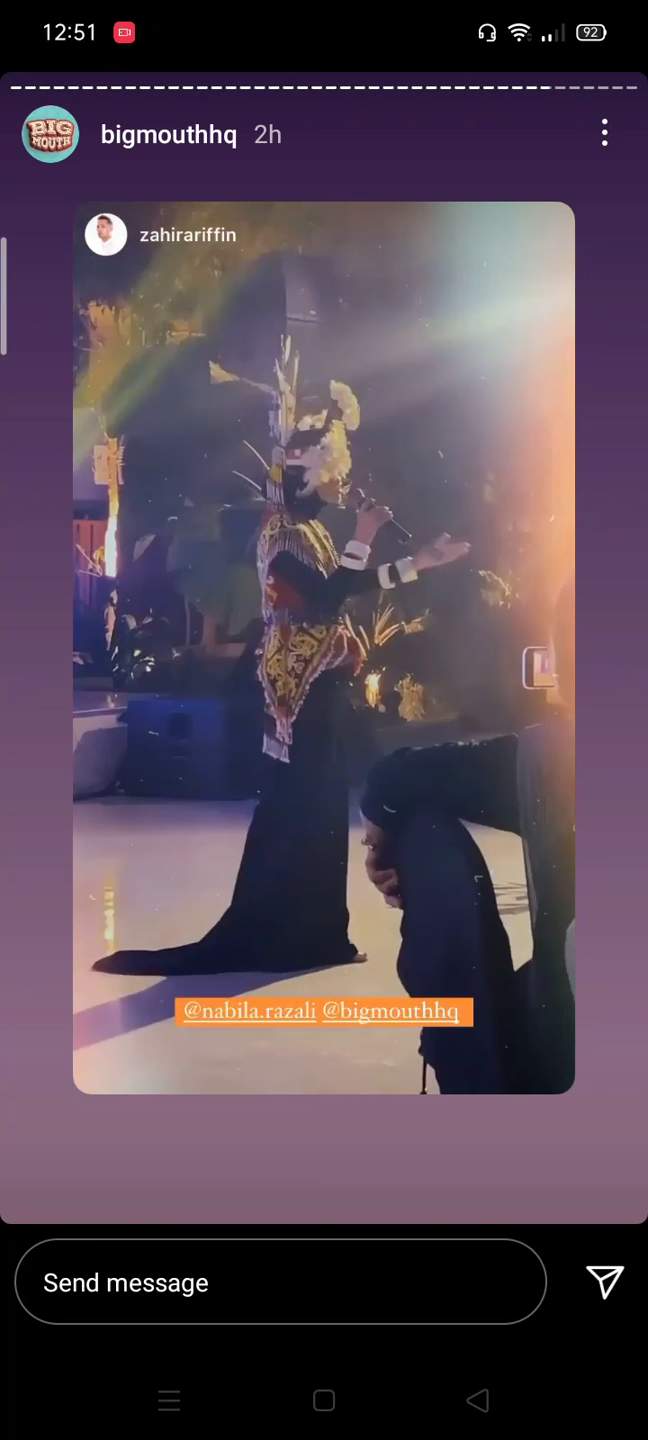 12:51
92
BIG
MOUTH
bigmouthhq 2h
zahirariffin
@nabila.razali @bigmouthhq
Send message